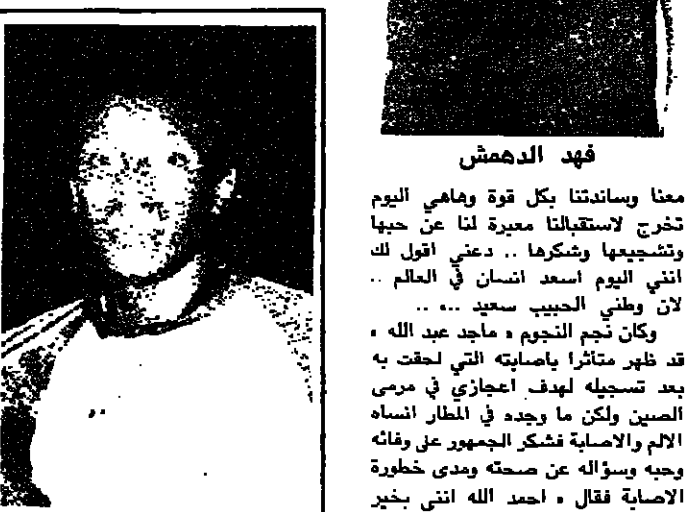 فهد الدهمش
معنا وساندتنا بكل قوة وهاهي اليوم
تخرج لاستقبالنا معبرة لنا عن حبها
وتشجيعها وشكرها .. دعني اقول لك
انني اليوم اسعد انسان في العالم ..
لان وطني الحبيب سعيد ... ..
وكان نجم النجوم « ماجد عبد الله »
قد ظهر متأثرا باصابته التي لحقت به
بعد تسجيله لهدف اعجازي في مرمى
الصين ولكن ما وجده في المطار انساه
الالم والاصابة فشكر الجمهور على وفائه
وحبه وسؤاله عن صحته ومدى خطورة
الاصابة فقال « احمد الله انني بخير